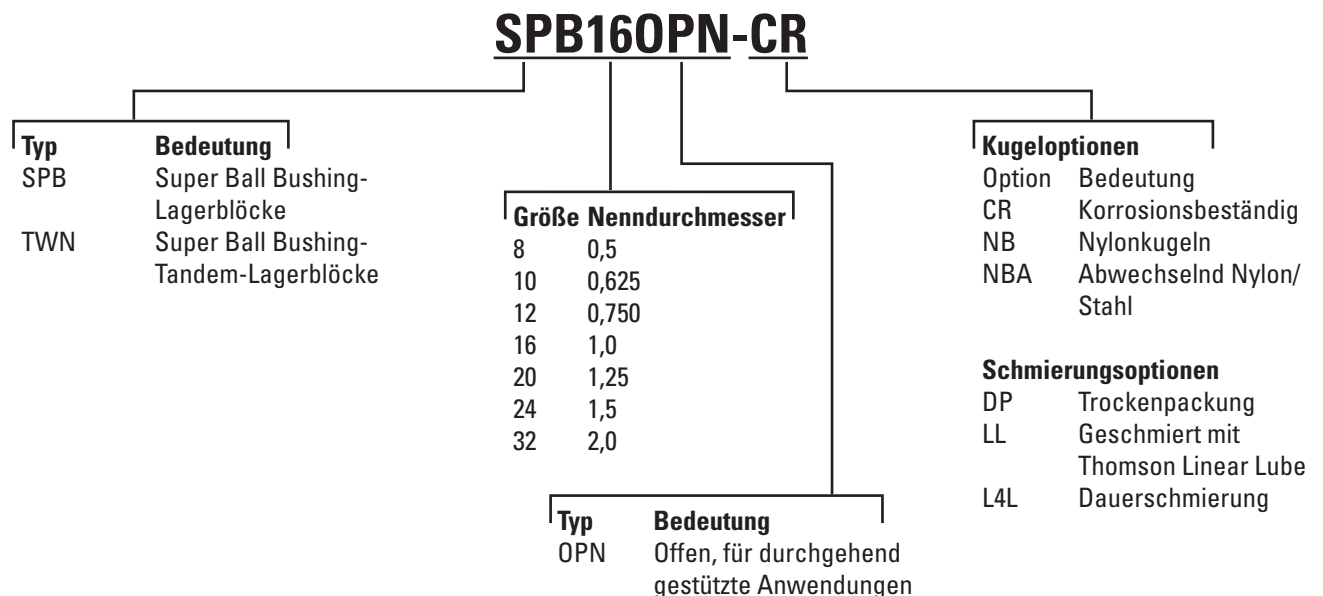 SPB16OPN-CR
Typ Bedeutung
SPB Super Ball Bushing-
Lagerblöcke
TWN Super Ball Bushing-
Tandem-Lagerblöcke
Größe Nenndurchmesser
8 0,5
10 0,625
12 0,750
16 1,0
20 1,25
24 1,5
32 2,0
Typ Bedeutung
OPN Offen, für durchgehend
gestützte Anwendungen
Kugeloptionen
Option Bedeutung
CR Korrosionsbeständig
NB Nylonkugeln
NBA Abwechselnd Nylon/
Stahl
Schmierungsoptionen
DP Trockenpackung
LL Geschmiert mit
Thomson Linear Lube
L4L Dauerschmierung